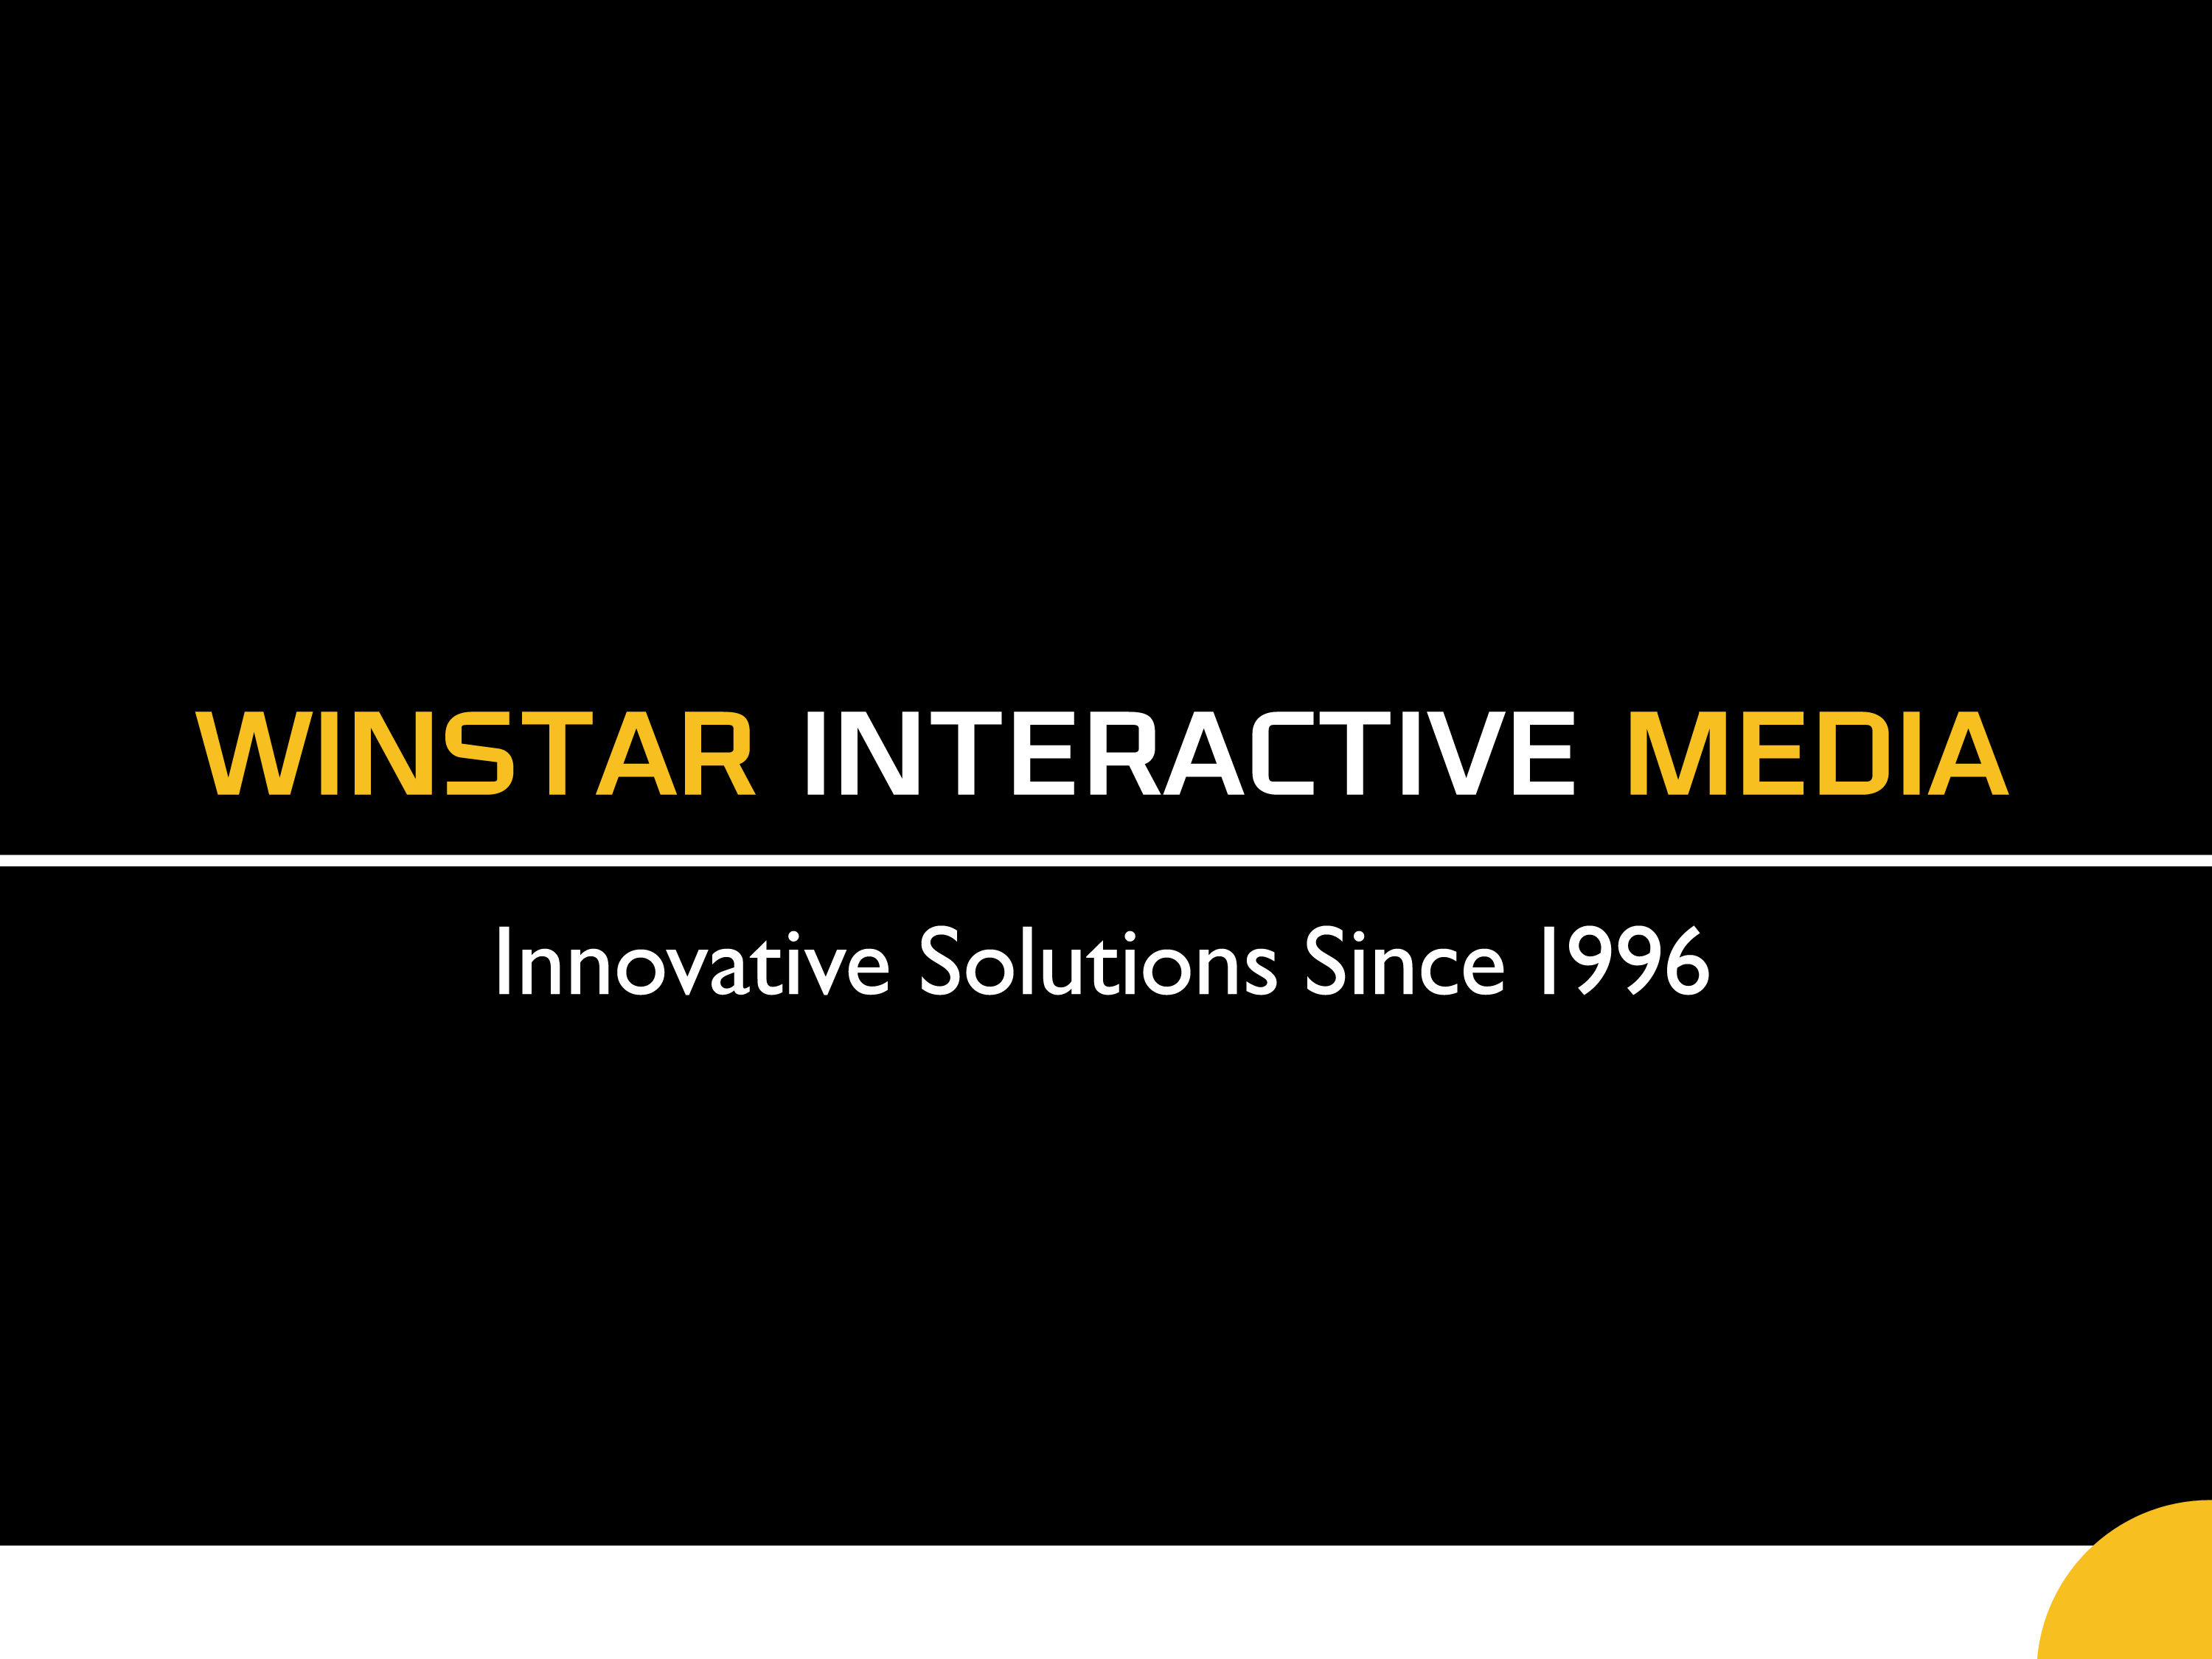 WINSTAR INTERACTIVE MEDIA
Innovative Solutions Since 1996